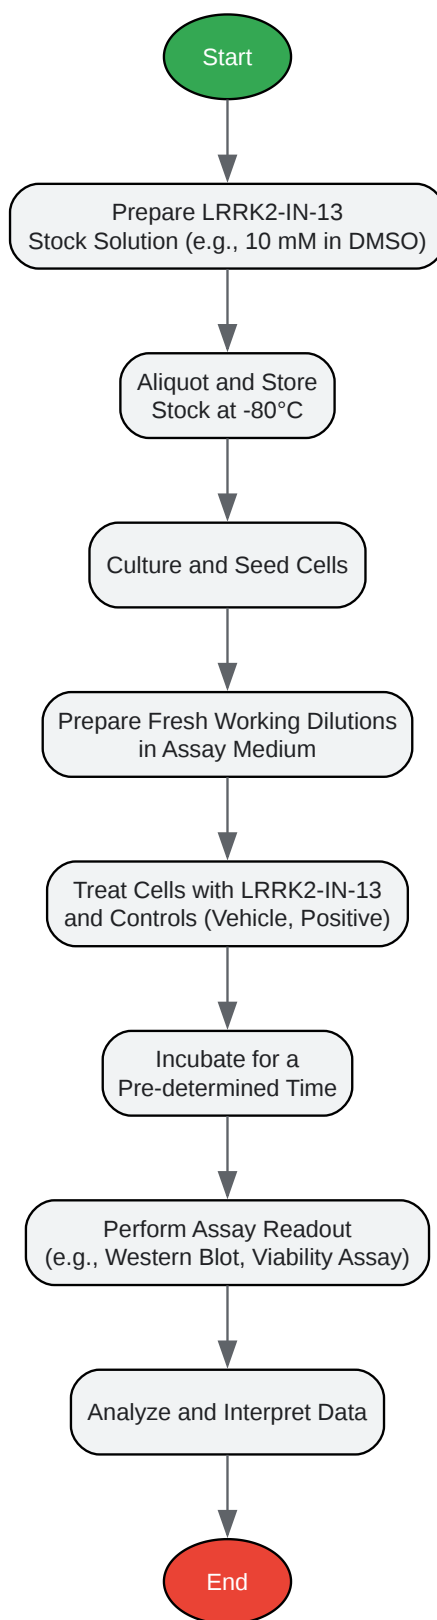 Start
Prepare LRRK2-IN-13
Stock Solution (e.g., 10 mM in DMSO)
Aliquot and Store
Stock at -80°C
Culture and Seed Cells
Prepare Fresh Working Dilutions
in Assay Medium
Treat Cells with LRRK2-IN-13
and Controls (Vehicle, Positive)
Incubate for a
Pre-determined Time
Perform Assay Readout
(e.g., Western Blot, Viability Assay)
Analyze and Interpret Data
End